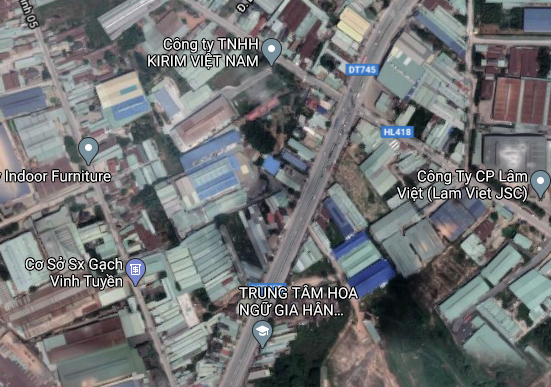 Công ty TNHH
KIRIM VIỆT NAM
DT745
HL418
Indoor Furniture
Công Ty CP Lâm
Việt (Lam Viet JSC)
Cơ Sở Sx Gạch
Vinh Tuyền
TRUNG TÂM HOA
NGỮ GIA HÂN...